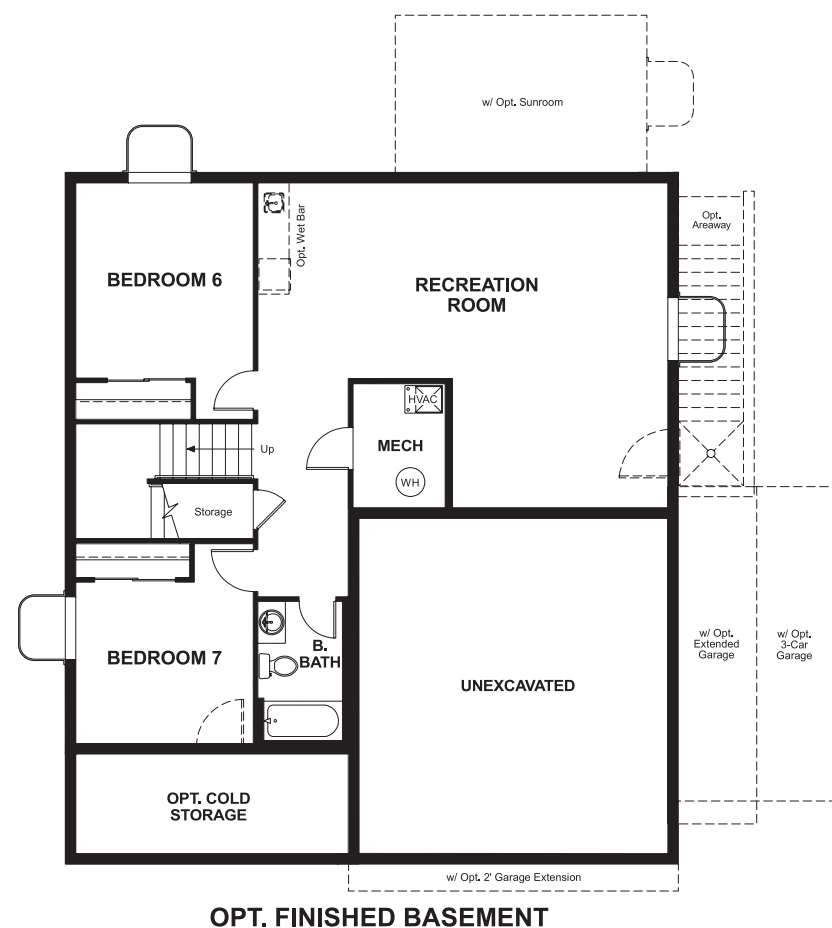 w/ Opt. Sunroom
Opt. Wet Bar
Opt.
Areaway
BEDROOM 6
RECREATION
ROOM
HVAC
MECH
Up
WH
Storage
w/ Opt.
Extended
Garage
w/ Opt.
3-Car
Garage
B.
BATH
BEDROOM 7
UNEXCAVATED
OPT. COLD
STORAGE
w/ Opt. 2' Garage Extension
OPT. FINISHED BASEMENT